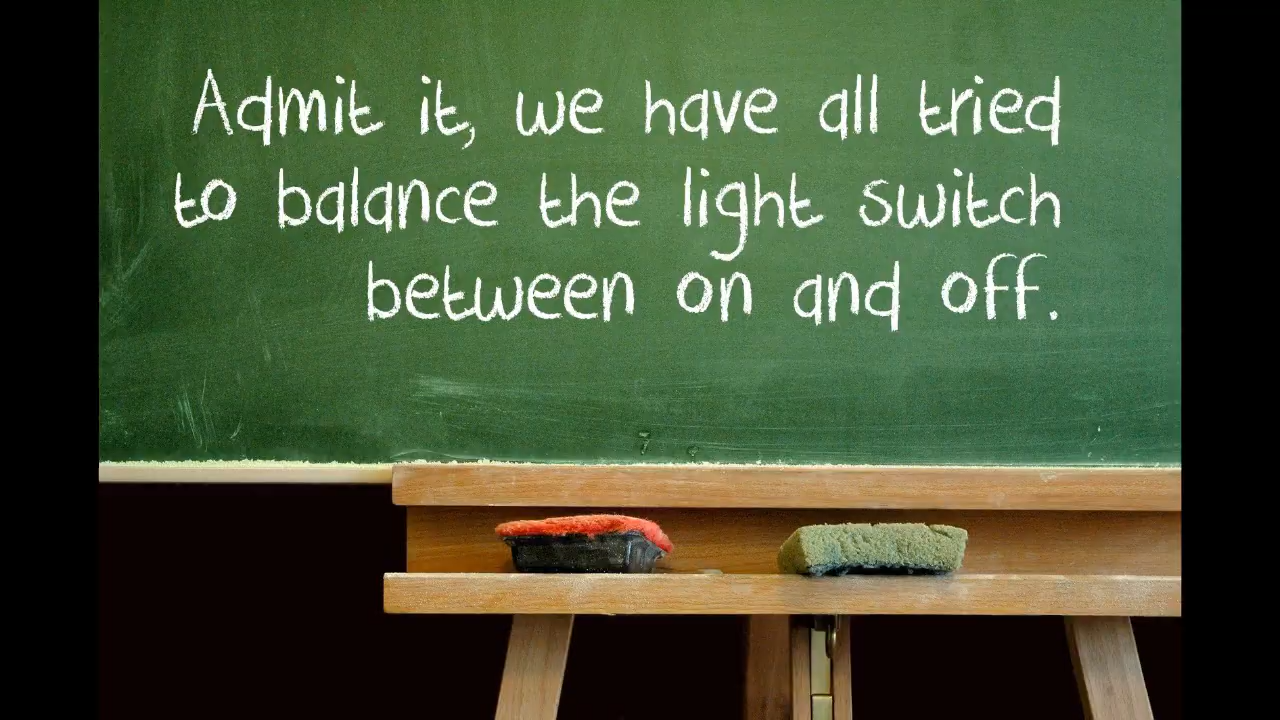 Admit it, we have all tried
to balance the light switch
between on and off.